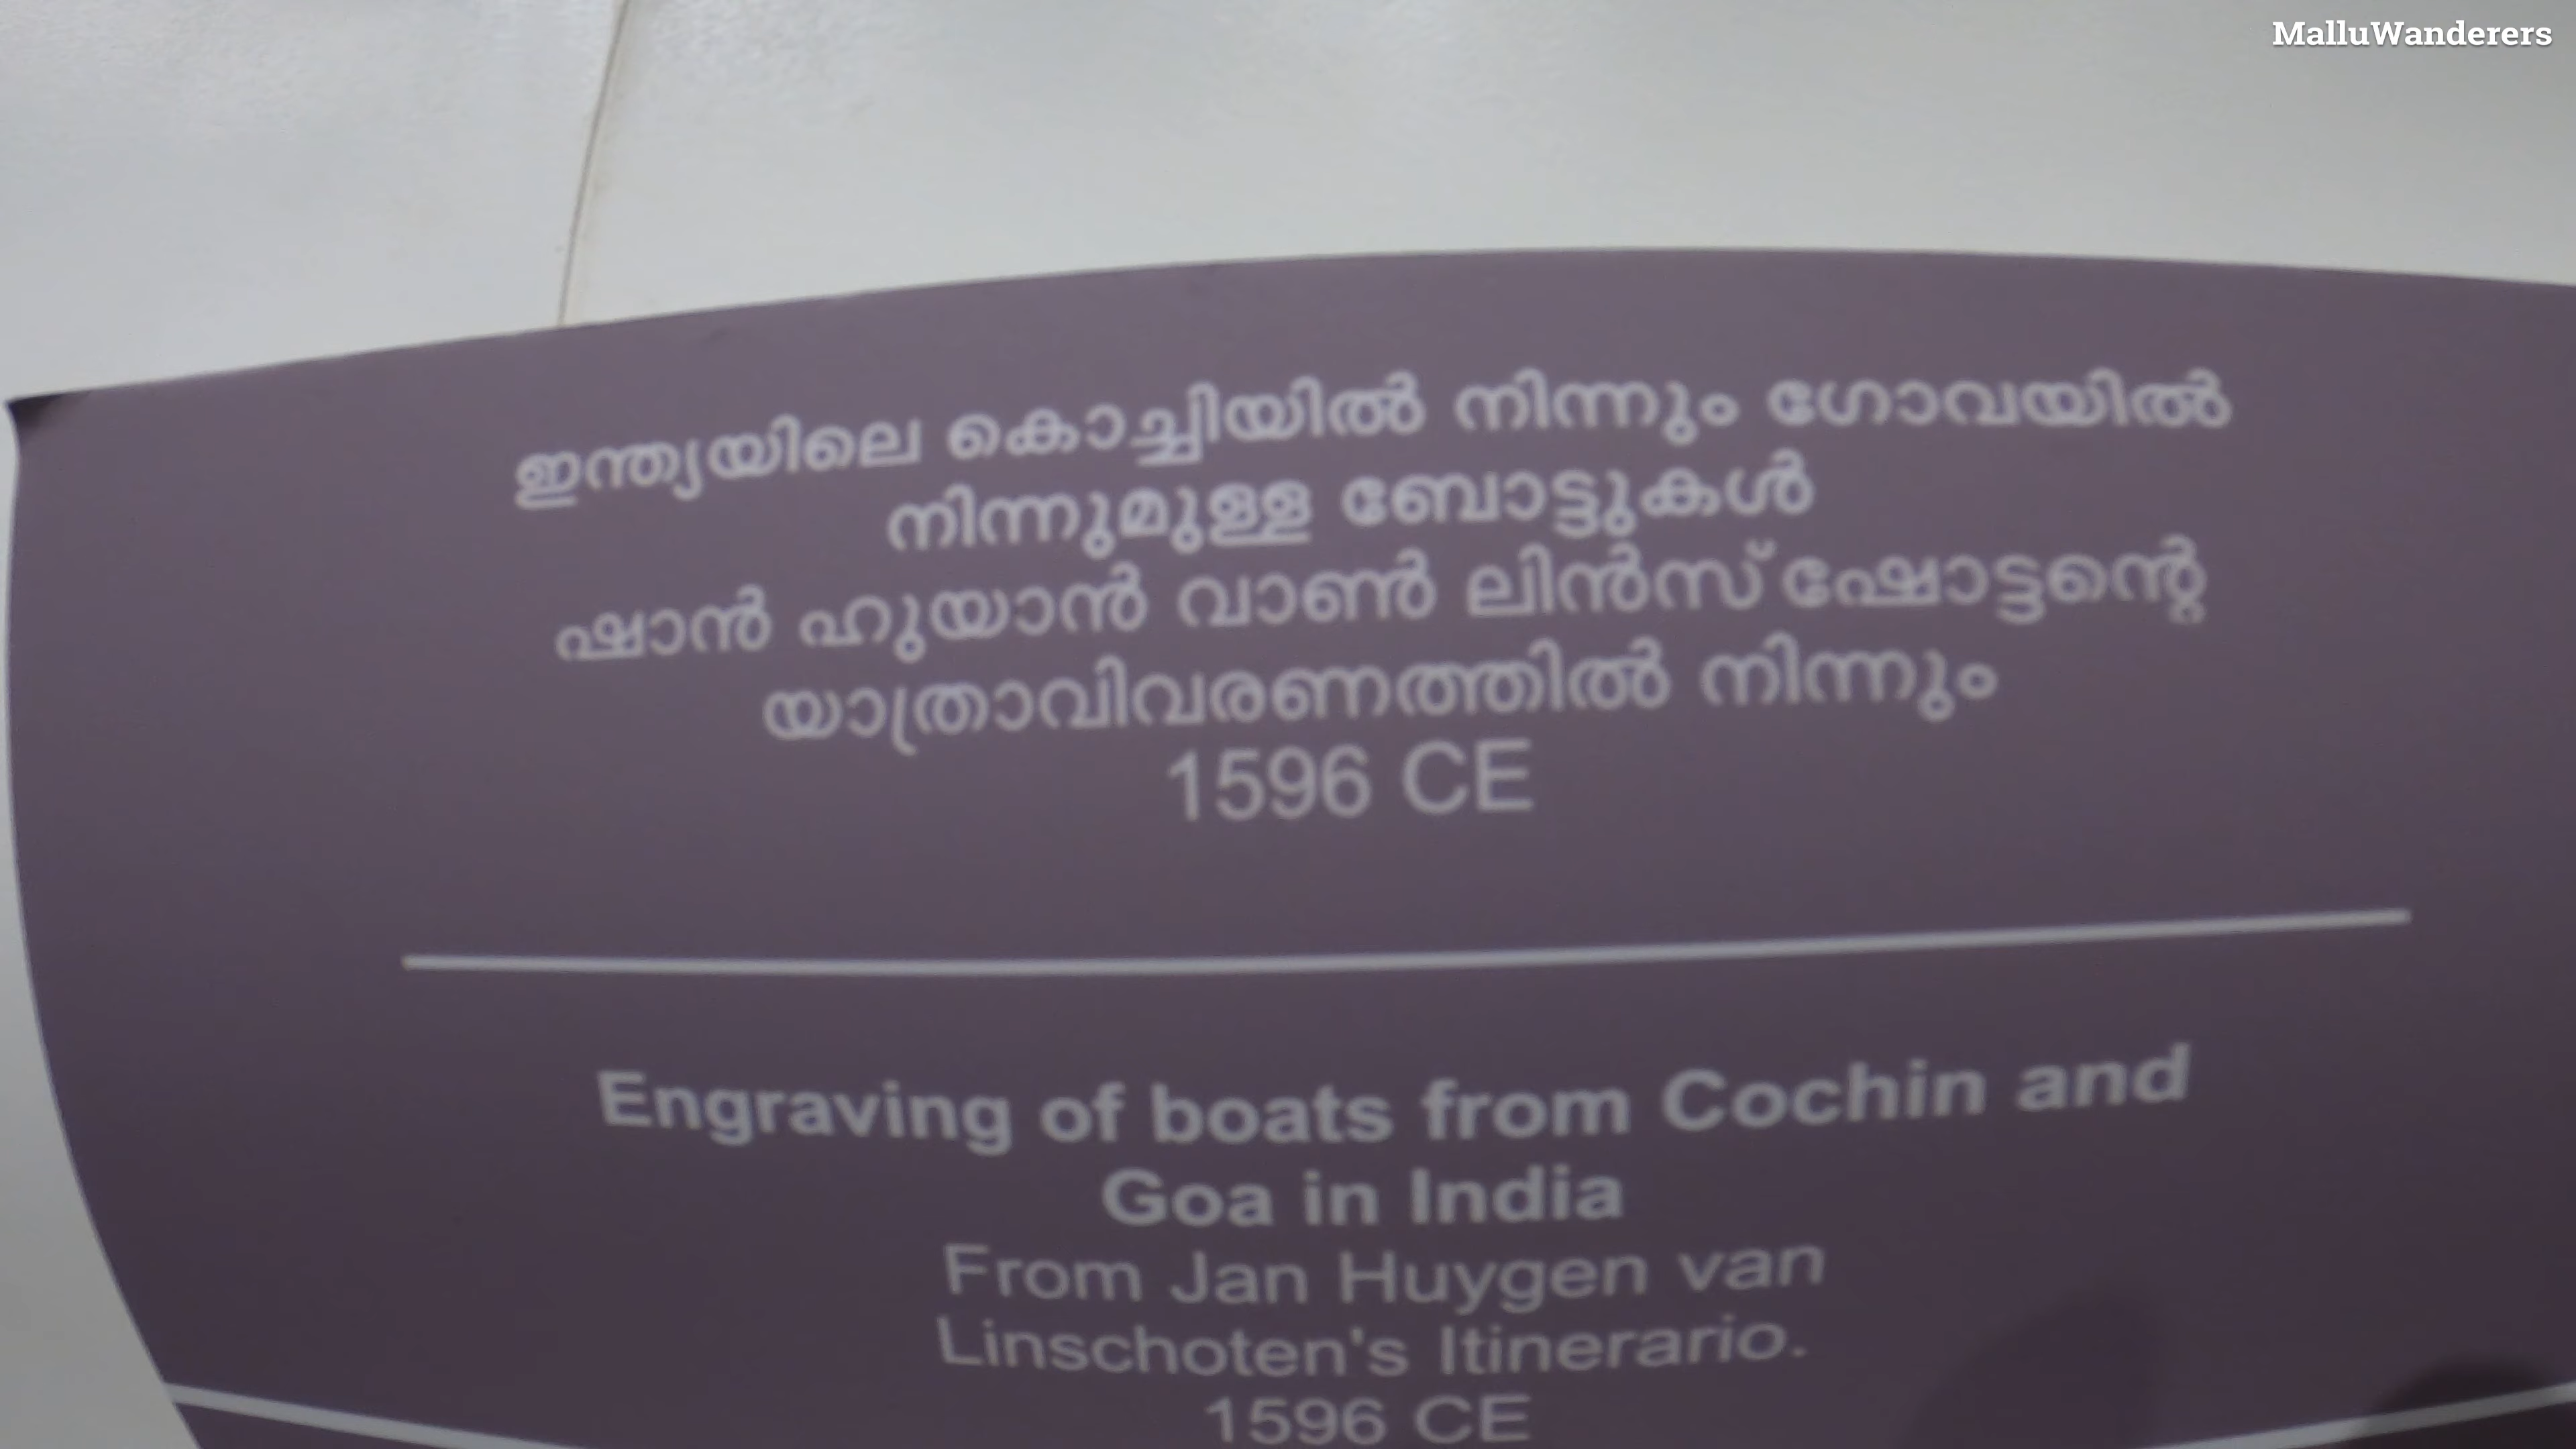 MalluWanderers
ഇന്ത്യയിലെ കൊച്ചിയിൽ നിന്നും ഗോവയിൽ
നിന്നുമുള്ള ബോട്ടുകൾ
ഷാൻ ഹുയാൻ വാൺ ലിൻസ്ഷോട്ടന്റെ
യാത്രാവിവരണത്തിൽ നിന്നും
1596 CE
Engraving of boats from Cochin and
Goa in India
From Jan Huygen van
Linschoten's Itinerario.
1596 CE